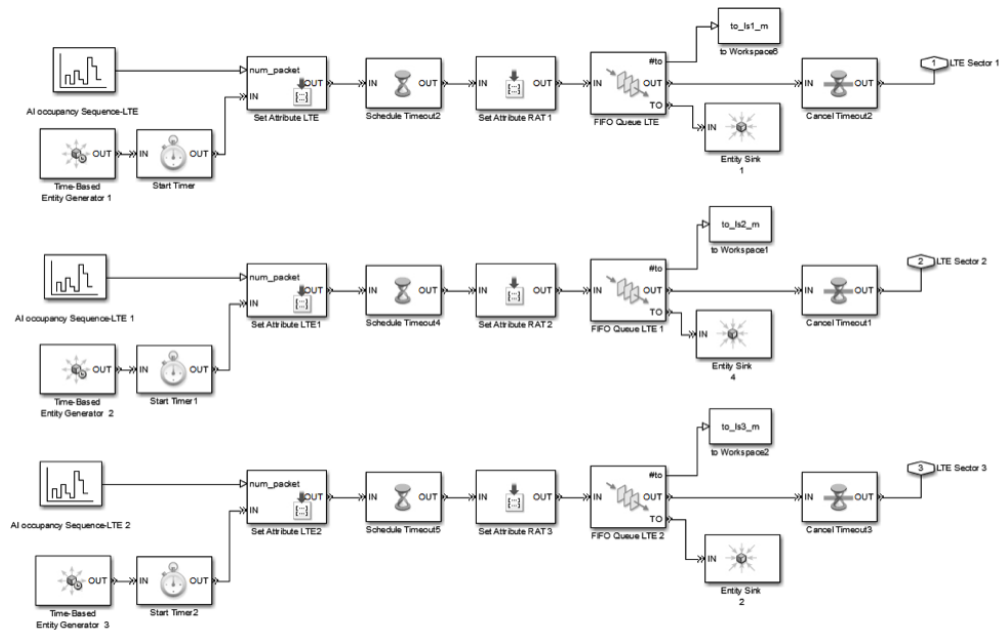 to_ls1_m
to Workspace6
num_packet
IN
OUT
AI occupancy Sequence-LTE
Set Attribute LTE
IN
OUT
Schedule Timeout2
IN
OUT
Set Attribute RAT1
#to
IN
OUT
TO
FIFO Queue LTE
IN
Entity Sink
1
IN
OUT
Cancel Timeout2
1
LTE Sector 1
OUT
Time-Based
Entity Generator 1
IN
OUT
Start Timer
to_ls2_m
to Workspace1
num_packet
IN
OUT
AI occupancy Sequence-LTE 1
Set Attribute LTE1
IN
OUT
Schedule Timeout4
IN
OUT
Set Attribute RAT2
#to
IN
OUT
TO
FIFO Queue LTE 1
IN
Entity Sink
4
IN
OUT
Cancel Timeout1
2
LTE Sector 2
OUT
Time-Based
Entity Generator 2
IN
OUT
Start Timer1
to_ls3_m
to Workspace2
num_packet
IN
OUT
AI occupancy Sequence-LTE 2
Set Attribute LTE2
IN
OUT
Schedule Timeout5
IN
OUT
Set Attribute RAT3
#to
IN
OUT
TO
FIFO Queue LTE 2
IN
Entity Sink
2
IN
OUT
Cancel Timeout3
3
LTE Sector 3
OUT
Time-Based
Entity Generator 3
IN
OUT
Start Timer2